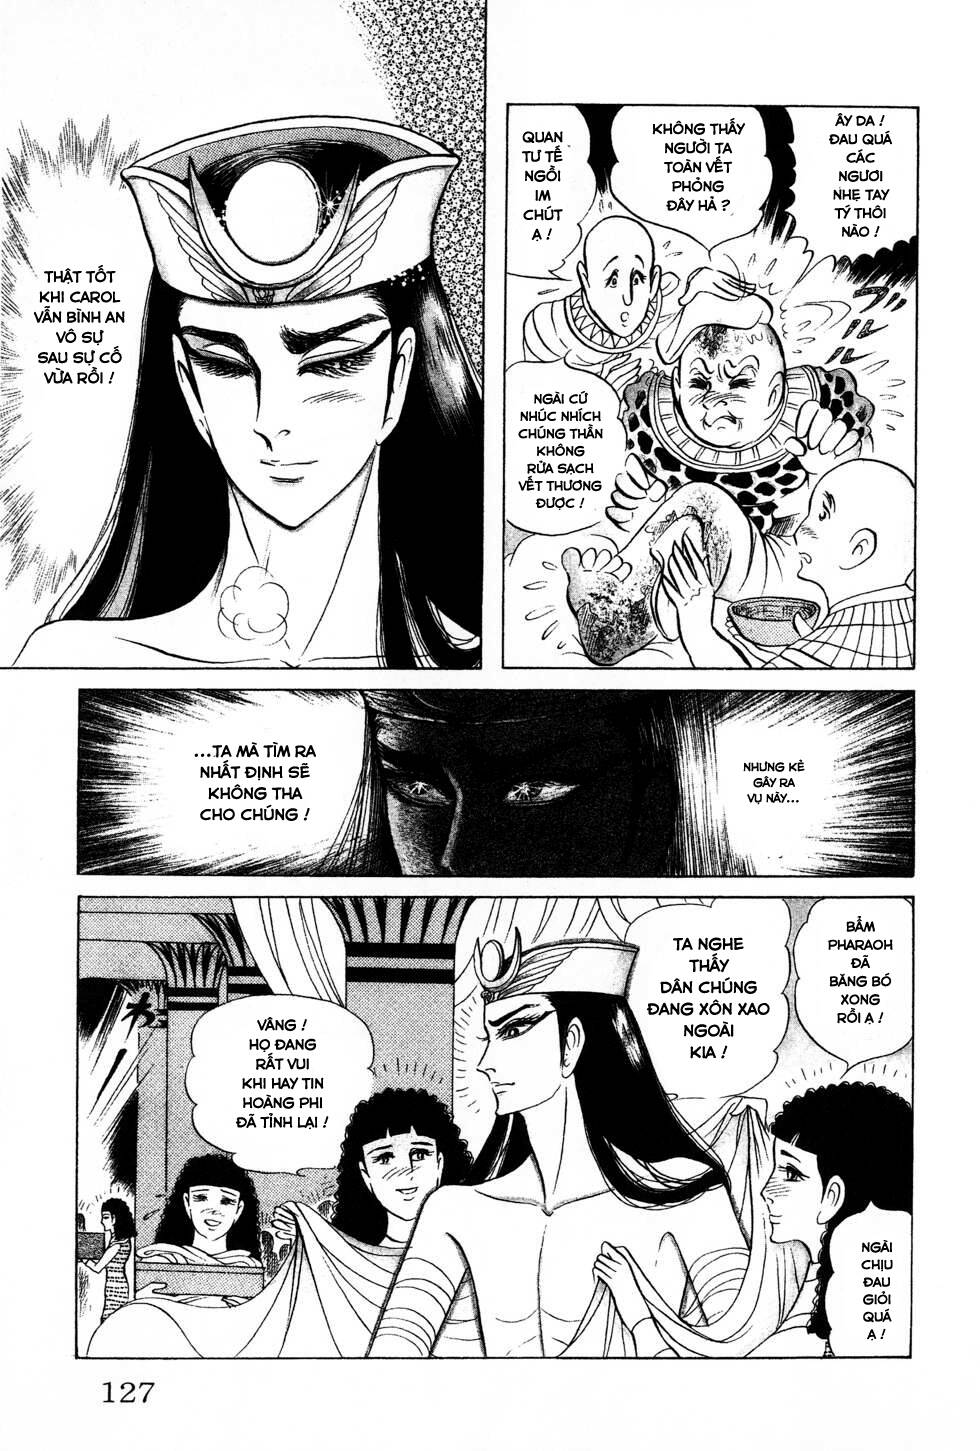 ÂY DA !
ĐAU QUÁ
CÁC
NGƯƠI
NHẸ TAY
TÝ THÔI
NÀO !
KHÔNG THẤY
NGƯỜI TA
TOÀN VẾT
PHỎNG
ĐÂY HẢ ?
QUAN
TƯ TẾ
NGỒI
IM
CHÚT
Ạ !
ブル
ブル
NGÀI CỨ
NHÚC NHÍCH
CHÚNG THẦN
KHÔNG
RỬA SẠCH
VẾT THƯƠNG
ĐƯỢC !
THẬT TỐT
KHI CAROL
VẪN BÌNH AN
VÔ SỰ
SAU SỰ CỐ
VỪA RỒI !
NHƯNG KẺ
GÂY RA
VỤ NÀY...
...TA MÀ TÌM RA
NHẤT ĐỊNH SẼ
KHÔNG THA
CHO CHÚNG !
BẨM
PHARAOH
ĐÃ
BĂNG BÓ
XONG
RỒI Ạ !
TA NGHE
THẤY
DÂN CHÚNG
ĐANG XÔN XAO
NGOÀI
KIA !
VÂNG !
HỌ ĐANG
RẤT VUI
KHI HAY TIN
HOÀNG PHI
ĐÃ TỈNH LẠI !
NGÀI
CHỊU
ĐAU
GIỎI
QUÁ
Ạ !
127